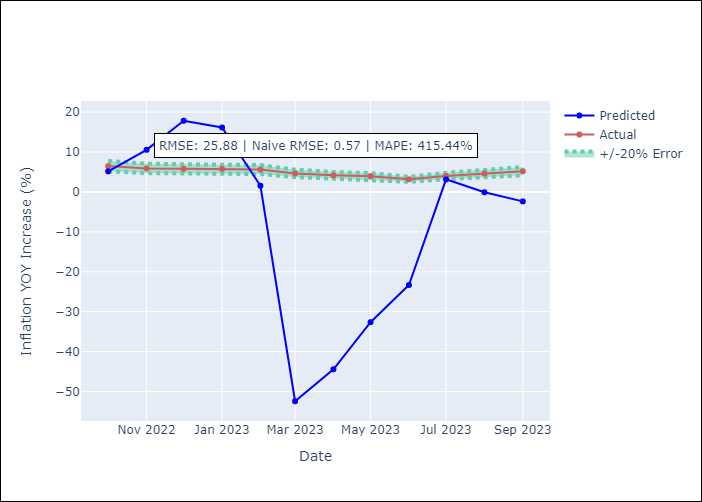 20
10
0
−10
−20
−30
−40
−50
Inflation YOY Increase (%)
RMSE: 25.88 | Naive RMSE: 0.57 | MAPE: 415.44%
Predicted
Actual
+/-20% Error
Nov 2022 Jan 2023 Mar 2023 May 2023 Jul 2023 Sep 2023
Date